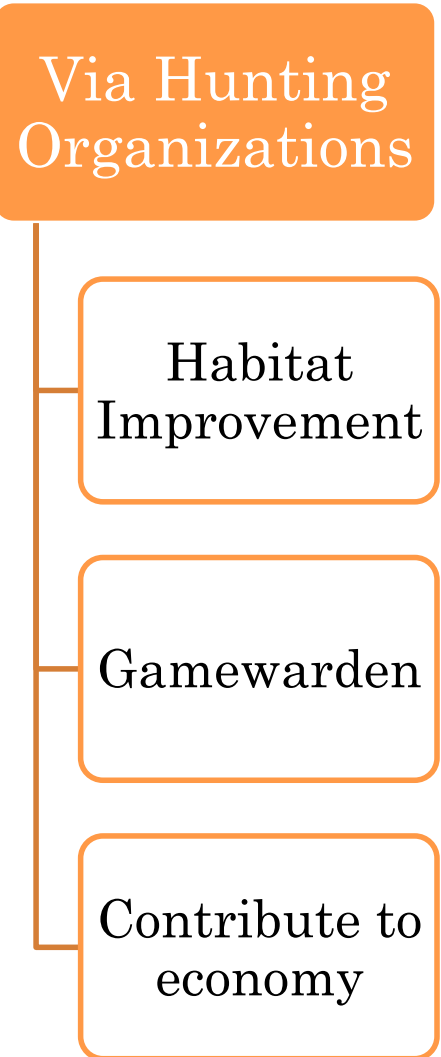 Via Hunting
Organizations
Habitat
Improvement
Gamewarden
Contribute to
economy